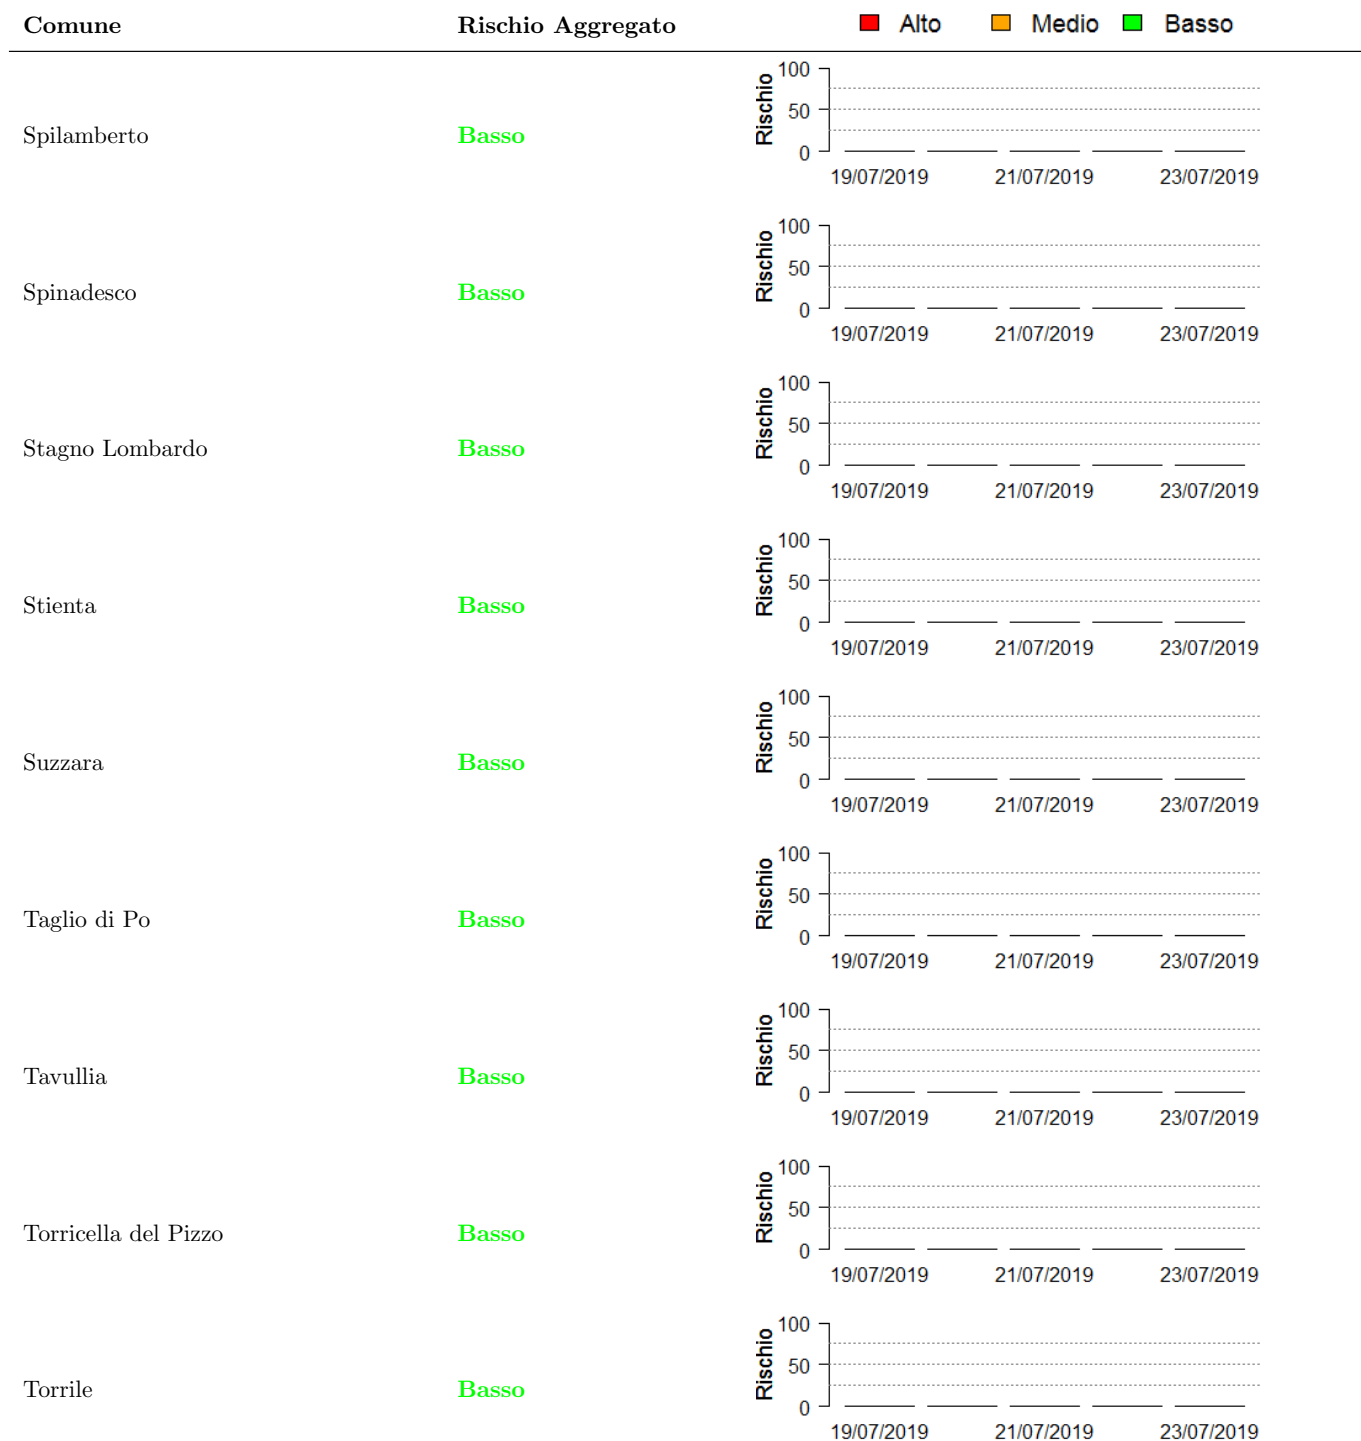 Comune Rischio Aggregato Alto Medio Basso
100
50
0
Rischio
Spilamberto Basso
19/07/2019 21/07/2019 23/07/2019
100
50
0
Rischio
Spinadesco Basso
19/07/2019 21/07/2019 23/07/2019
100
50
0
Rischio
Stagno Lombardo Basso
19/07/2019 21/07/2019 23/07/2019
100
50
0
Rischio
Stienta Basso
19/07/2019 21/07/2019 23/07/2019
100
50
0
Rischio
Suzzara Basso
19/07/2019 21/07/2019 23/07/2019
100
50
0
Rischio
Taglio di Po Basso
19/07/2019 21/07/2019 23/07/2019
100
50
0
Rischio
Tavullia Basso
19/07/2019 21/07/2019 23/07/2019
100
50
0
Rischio
Torricella del Pizzo Basso
19/07/2019 21/07/2019 23/07/2019
100
50
0
Rischio
Torrile Basso
19/07/2019 21/07/2019 23/07/2019